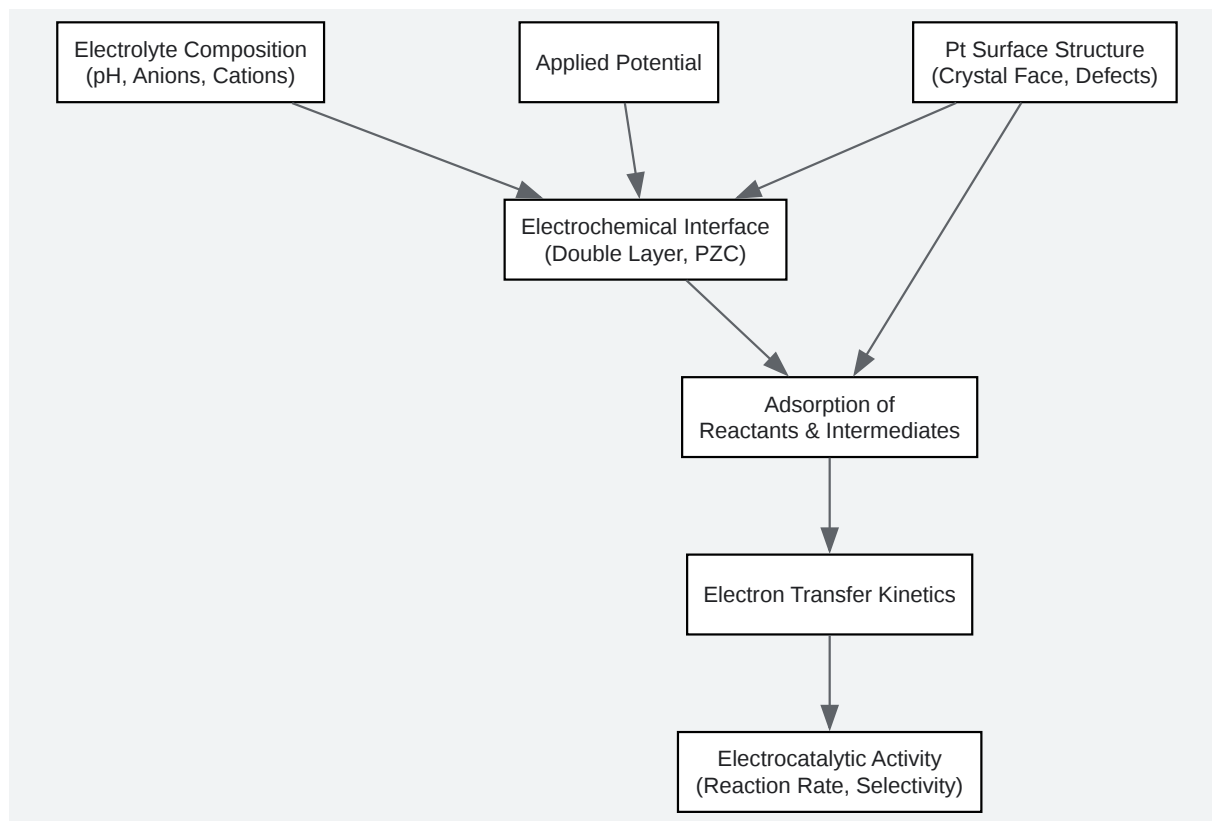 Electrolyte Composition
(pH, Anions, Cations)
Applied Potential
Pt Surface Structure
(Crystal Face, Defects)
Electrochemical Interface
(Double Layer, PZC)
Adsorption of
Reactants & Intermediates
Electron Transfer Kinetics
Electrocatalytic Activity
(Reaction Rate, Selectivity)